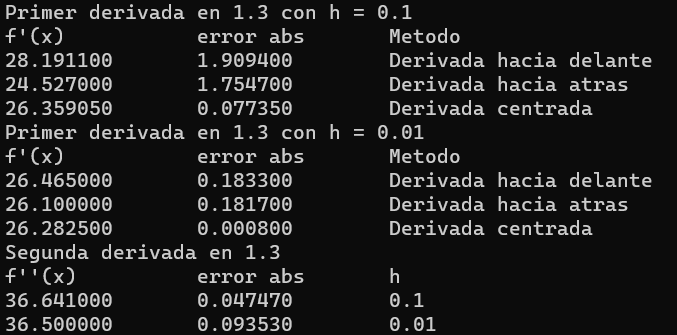 Primer derivada en 1.3 con h = 0.1
f'(x) error abs Metodo
28.191100 1.909400 Derivada hacia delante
24.527000 1.754700 Derivada hacia atras
26.359050 0.077350 Derivada centrada
Primer derivada en 1.3 con h = 0.01
f'(x) error abs Metodo
26.465000 0.183300 Derivada hacia delante
26.100000 0.181700 Derivada hacia atras
26.282500 0.000800 Derivada centrada
Segunda derivada en 1.3
f''(x) error abs h
36.641000 0.047470 0.1
36.500000 0.093530 0.01